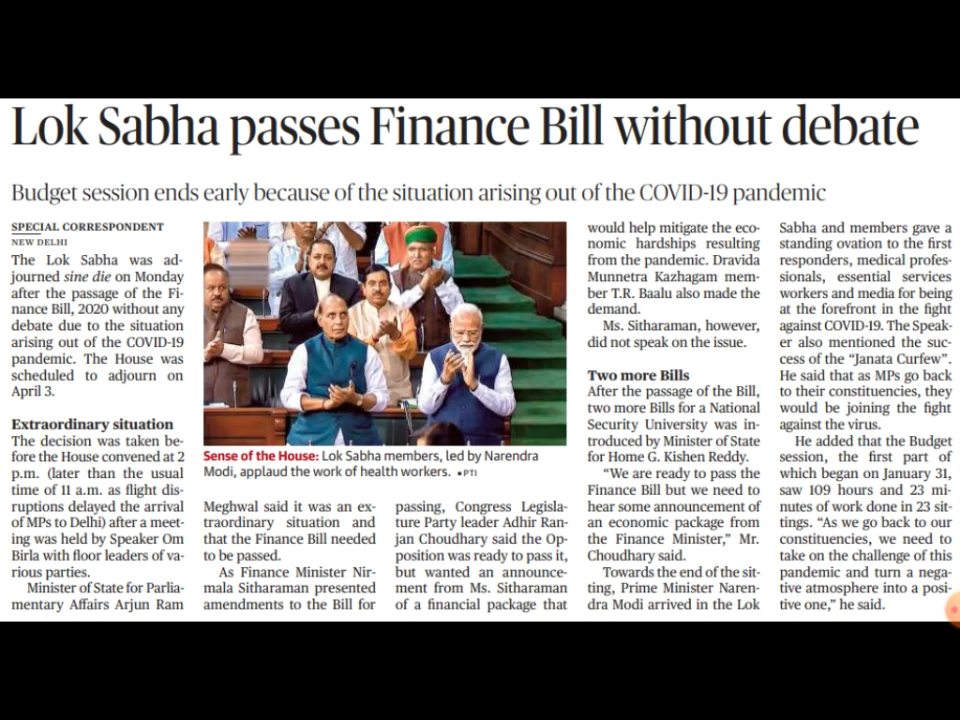 Lok Sabha passes Finance Bill without debate
Budget session ends early because of the situation arising out of the COVID-19 pandemic
SPECIAL CORRESPONDENT
NEW DELHI
The Lok Sabha was ad-
journed sine die on Monday
after the passage of the Fi-
nance Bill, 2020 without any
debate due to the situation
arising out of the COVID-19
pandemic. The House was
scheduled to adjourn on
April 3.
Extraordinary situation
The decision was taken be-
fore the House convened at 2
p.m. (later than the usual
time of 11 a.m. as flight dis-
ruptions delayed the arrival
of MPs to Delhi) after a meet-
ing was held by Speaker Om
Birla with floor leaders of va-
rious parties.
Minister of State for Parlia-
mentary Affairs Arjun Ram
Sense of the House: Lok Sabha members, led by Narendra
Modi, applaud the work of health workers. •PTI
Meghwal said it was an ex-
traordinary situation and
that the Finance Bill needed
to be passed.
As Finance Minister Nir-
mala Sitharaman presented
amendments to the Bill for
passing, Congress Legisla-
ture Party leader Adhir Ran-
jan Choudhary said the Op-
position was ready to pass it,
but wanted an announce-
ment from Ms. Sitharaman
of a financial package that
would help mitigate the eco-
nomic hardships resulting
from the pandemic. Dravida
Munnetra Kazhagam mem-
ber T.R. Baalu also made the
demand.
Ms. Sitharaman, however,
did not speak on the issue.
Two more Bills
After the passage of the Bill,
two more Bills for a National
Security University was in-
troduced by Minister of State
for Home G. Kishen Reddy.
“We are ready to pass the
Finance Bill but we need to
hear some announcement of
an economic package from
the Finance Minister,” Mr.
Choudhary said.
Towards the end of the sit-
ting, Prime Minister Naren-
dra Modi arrived in the Lok
Sabha and members gave a
standing ovation to the first
responders, medical profes-
sionals, essential services
workers and media for being
at the forefront in the fight
against COVID-19. The Speak-
er also mentioned the suc-
cess of the “Janata Curfew”.
He said that as MPs go back
to their constituencies, they
would be joining the fight
against the virus.
He added that the Budget
session, the first part of
which began on January 31,
saw 109 hours and 23 mi-
nutes of work done in 23 sit-
tings. “As we go back to our
constituencies, we need to
take on the challenge of this
pandemic and turn a nega-
tive atmosphere into a posi-
tive one,” he said.